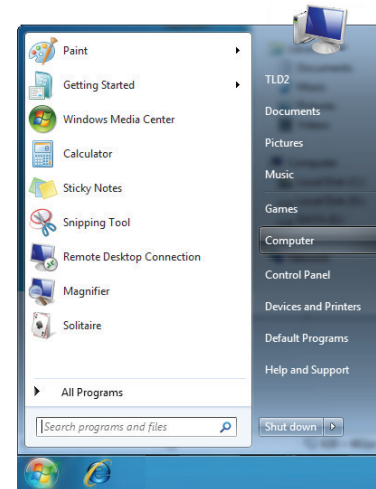 Paint
Getting Started
Windows Media Center
Calculator
Sticky Notes
Snipping Tool
Remote Desktop Connection
Magnifier
Solitaire
All Programs
Search programs and files
TLD2
Documents
Pictures
Music
Games
Computer
Control Panel
Devices and Printers
Default Programs
Help and Support
Shut down